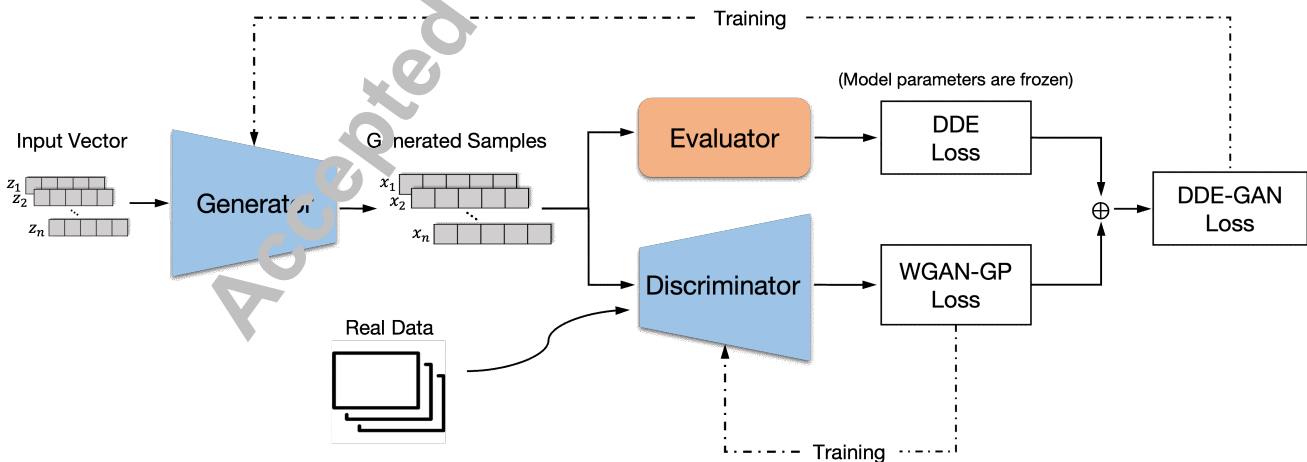 Training
(Model parameters are frozen)
Input Vector
Generated Samples
Evaluator
DDE
Loss
z₁
z₂
...
zₙ
Generator
x₁
x₂
...
xₙ
⊕
DDE-GAN
Loss
Discriminator
WGAN-GP
Loss
Real Data
Training
Accepted